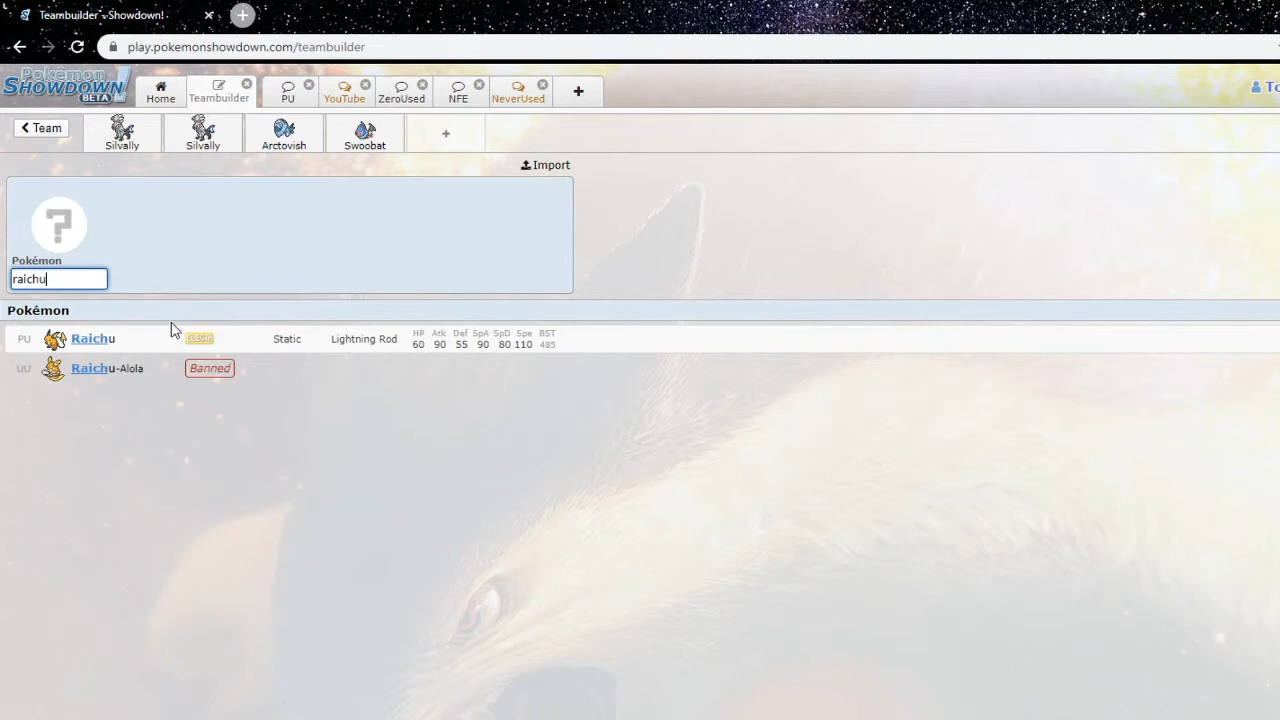 Teambuilder - Showdown!
play.pokemonshowdown.com/teambuilder
Pokémon
SHOWDOWN!
BETA
Home
Teambuilder
PU
YouTube
ZeroUsed
NFE
NeverUsed
+
To
Team
Silvally
Silvally
Arctovish
Swoobat
+
Import
?
Pokémon
raichu
Pokémon
PU Raichu ELECTR Static Lightning Rod HP 60 Atk 90 Def 55 SpA 90 SpD 80 Spe 110 BST 485
UU Raichu-Alola Banned